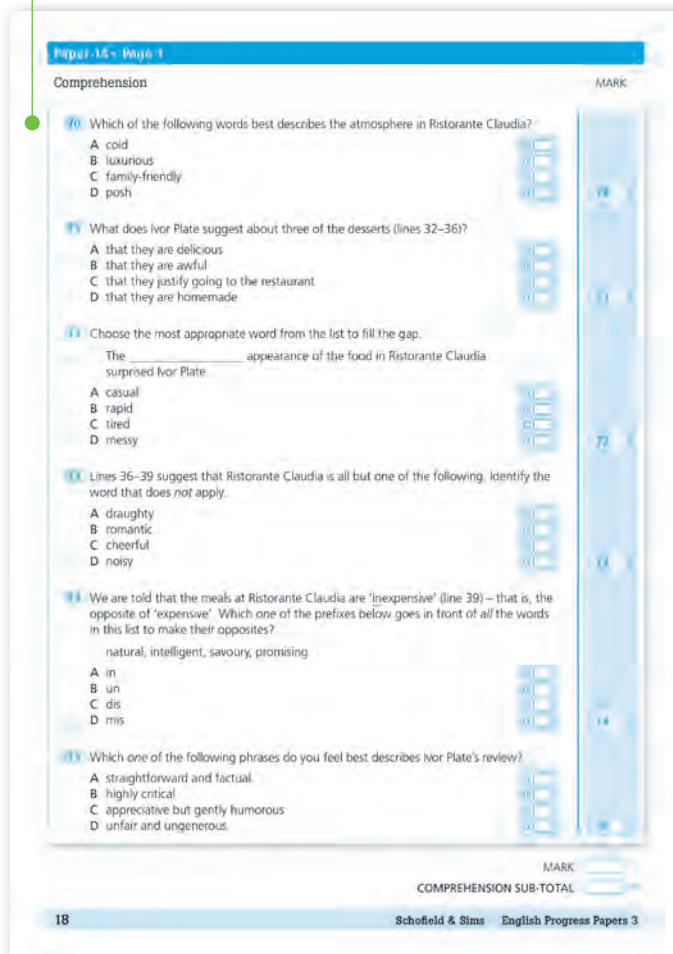 Paper 14 – Page 1
Comprehension MARK
10 Which of the following words best describes the atmosphere in Ristorante Claudia?
A cold
B luxurious
C family-friendly
D posh
What does Ivor Plate suggest about three of the desserts (lines 32–36)?
A that they are delicious
B that they are awful
C that they justify going to the restaurant
D that they are homemade
Choose the most appropriate word from the list to fill the gap.
The ____________________ appearance of the food in Ristorante Claudia
surprised Ivor Plate.
A casual
B rapid
C tired
D messy
Lines 36–39 suggest that Ristorante Claudia is all but one of the following. Identify the
word that does not apply.
A draughty
B romantic
C cheerful
D noisy
We are told that the meals at Ristorante Claudia are ‘inexpensive’ (line 39) – that is, the
opposite of ‘expensive’. Which one of the prefixes below goes in front of all the words
in this list to make their opposites?
natural, intelligent, savoury, promising
A in
B un
C dis
D mis
Which one of the following phrases do you feel best describes Ivor Plate's review?
A straightforward and factual
B highly critical
C appreciative but gently humorous
D unfair and ungenerous
MARK
COMPREHENSION SUB-TOTAL
18 Schofield & Sims English Progress Papers 3